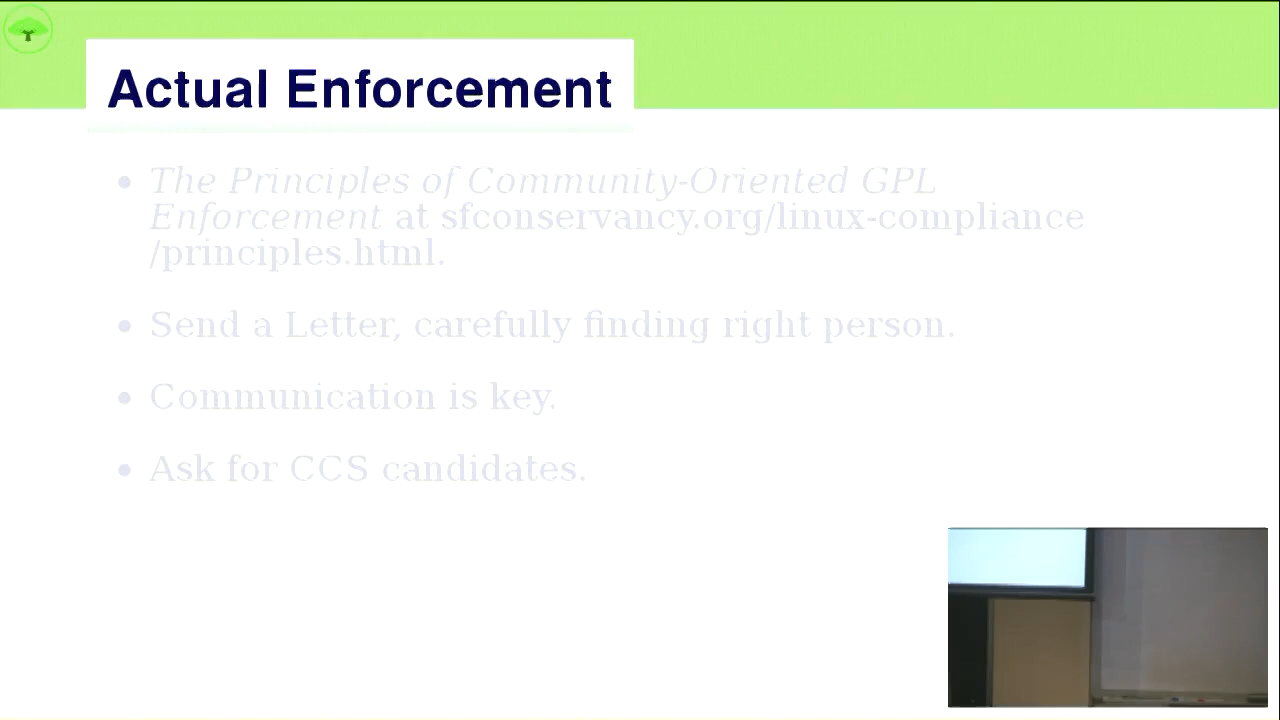 Actual Enforcement
• The Principles of Community-Oriented GPL
Enforcement at sfconservancy.org/linux-compliance
/principles.html.
• Send a Letter, carefully finding right person.
• Communication is key.
• Ask for CCS candidates.